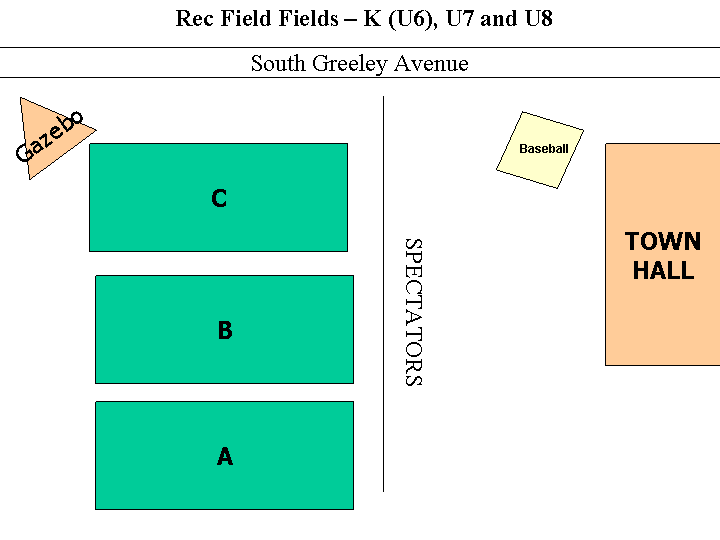 Rec Field Fields – K (U6), U7 and U8
South Greeley Avenue
Gazebo
Baseball
C
TOWN
HALL
SPECTATORS
B
A